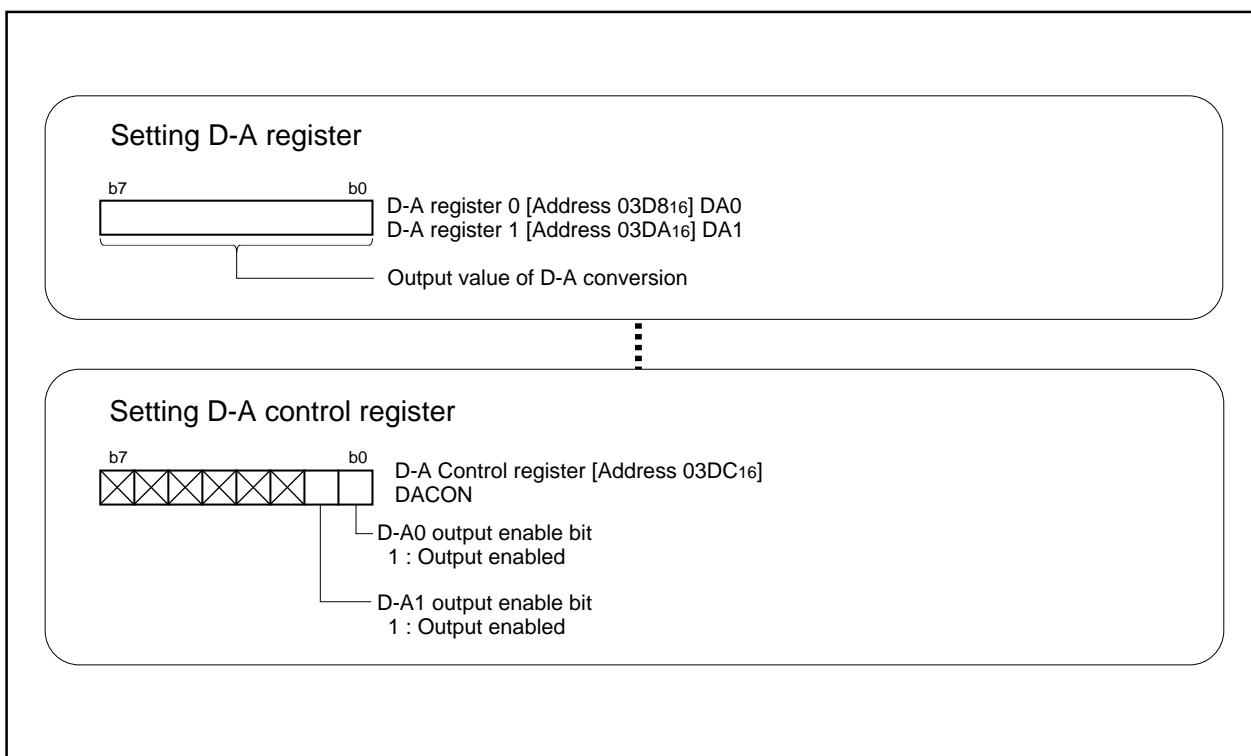 Setting D-A register
b7 b0
D-A register 0 [Address 03D816] DA0
D-A register 1 [Address 03DA16] DA1
Output value of D-A conversion
Setting D-A control register
b7 b0
D-A Control register [Address 03DC16]
DACON
D-A0 output enable bit
1 : Output enabled
D-A1 output enable bit
1 : Output enabled